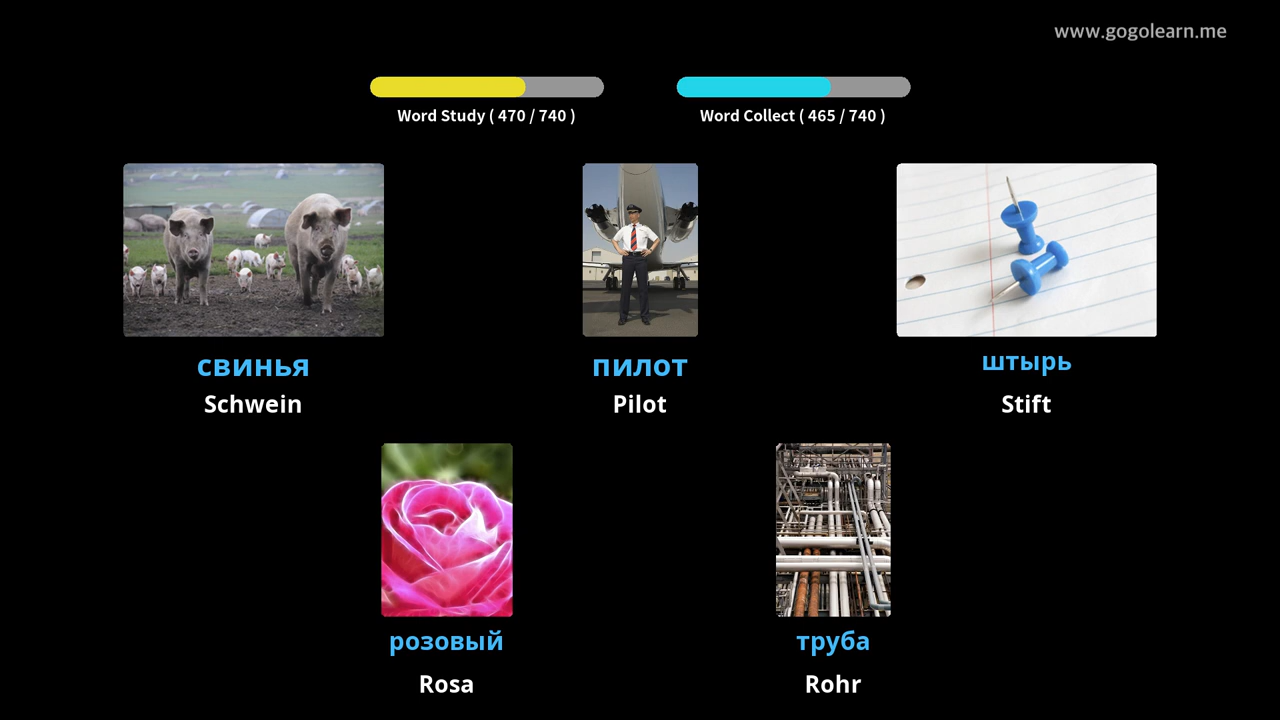 www.gogolearn.me
Word Study ( 470 / 740 )
Word Collect ( 465 / 740 )
свинья
Schwein
пилот
Pilot
штырь
Stift
розовый
Rosa
труба
Rohr